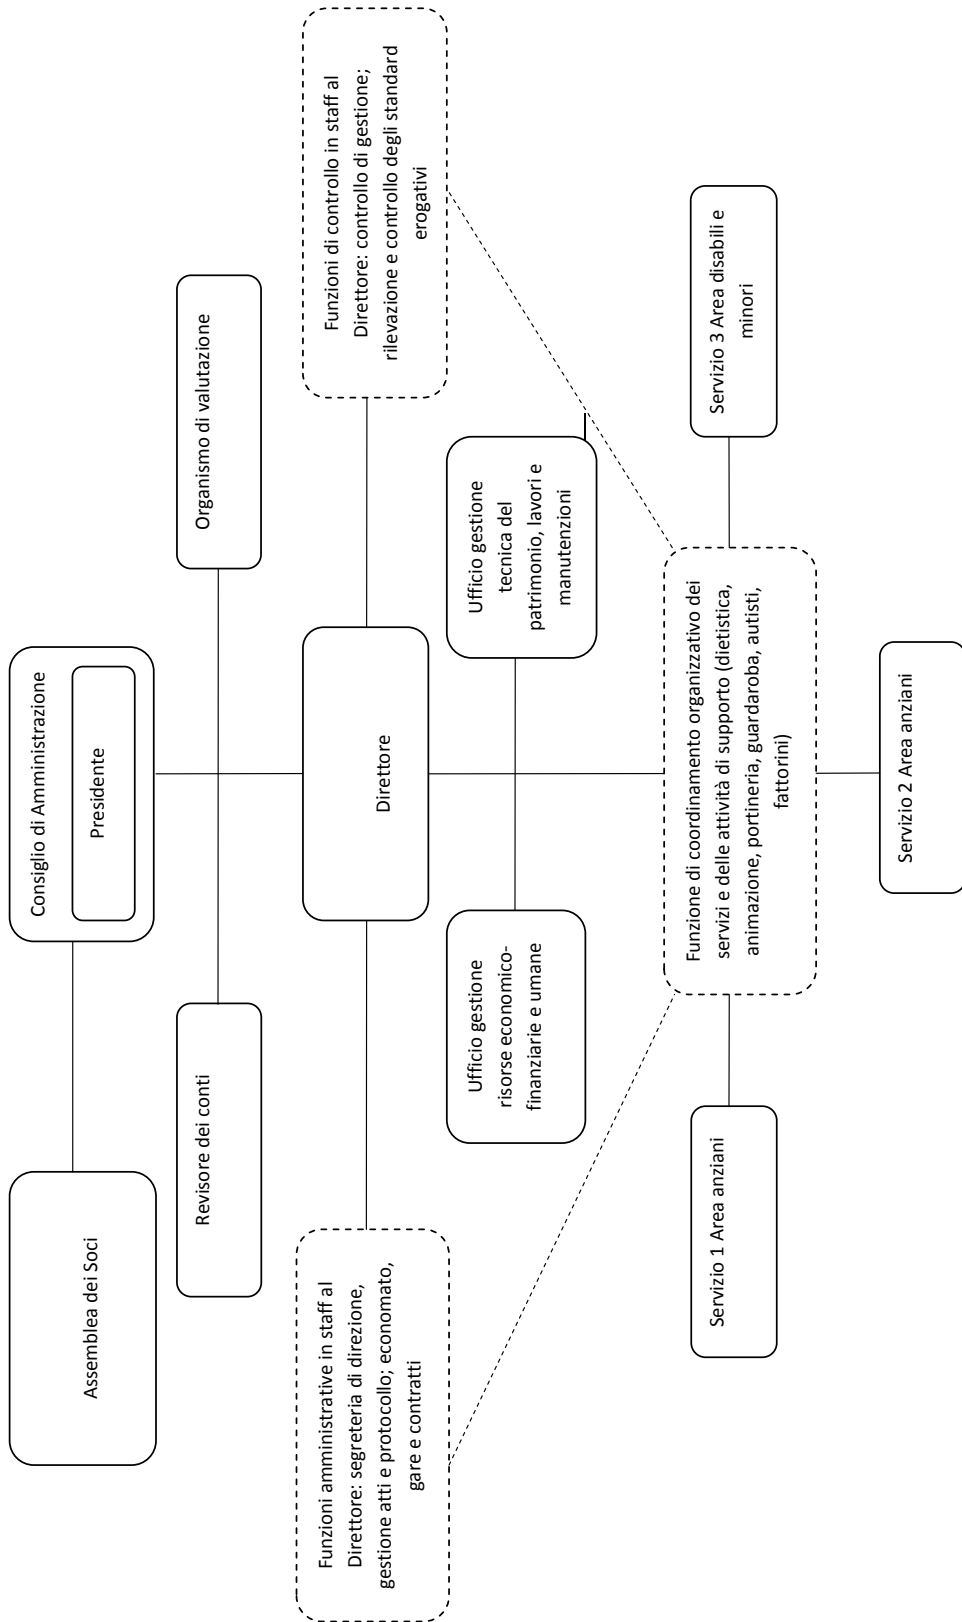 Assemblea dei Soci
Consiglio di Amministrazione
Presidente
Revisore dei conti
Organismo di valutazione
Funzioni amministrative in staff al
Direttore: segreteria di direzione,
gestione atti e protocollo; economato,
gare e contratti
Direttore
Funzioni di controllo in staff al
Direttore: controllo di gestione;
rilevazione e controllo degli standard
erogativi
Ufficio gestione
risorse economico-
finanziarie e umane
Ufficio gestione
tecnica del
patrimonio, lavori e
manutenzioni
Servizio 1 Area anziani
Funzione di coordinamento organizzativo dei
servizi e delle attività di supporto (dietistica,
animazione, portineria, guardaroba, autisti,
fattorini)
Servizio 3 Area disabili e
minori
Servizio 2 Area anziani